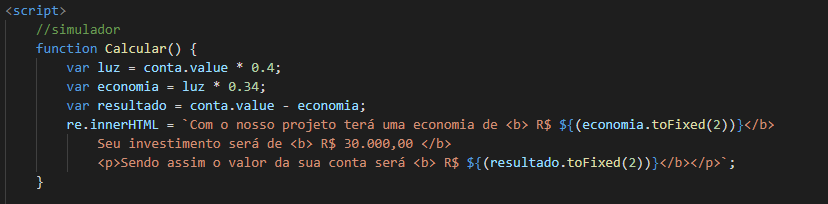 <script>
//simulador
function Calcular() {
var luz = conta.value * 0.4;
var economia = luz * 0.34;
var resultado = conta.value - economia;
re.innerHTML = `Com o nosso projeto terá uma economia de <b> R$ ${(economia.toFixed(2))}</b>
Seu investimento será de <b> R$ 30.000,00 </b>
<p>Sendo assim o valor da sua conta será <b> R$ ${(resultado.toFixed(2))}</b></p>`;
}